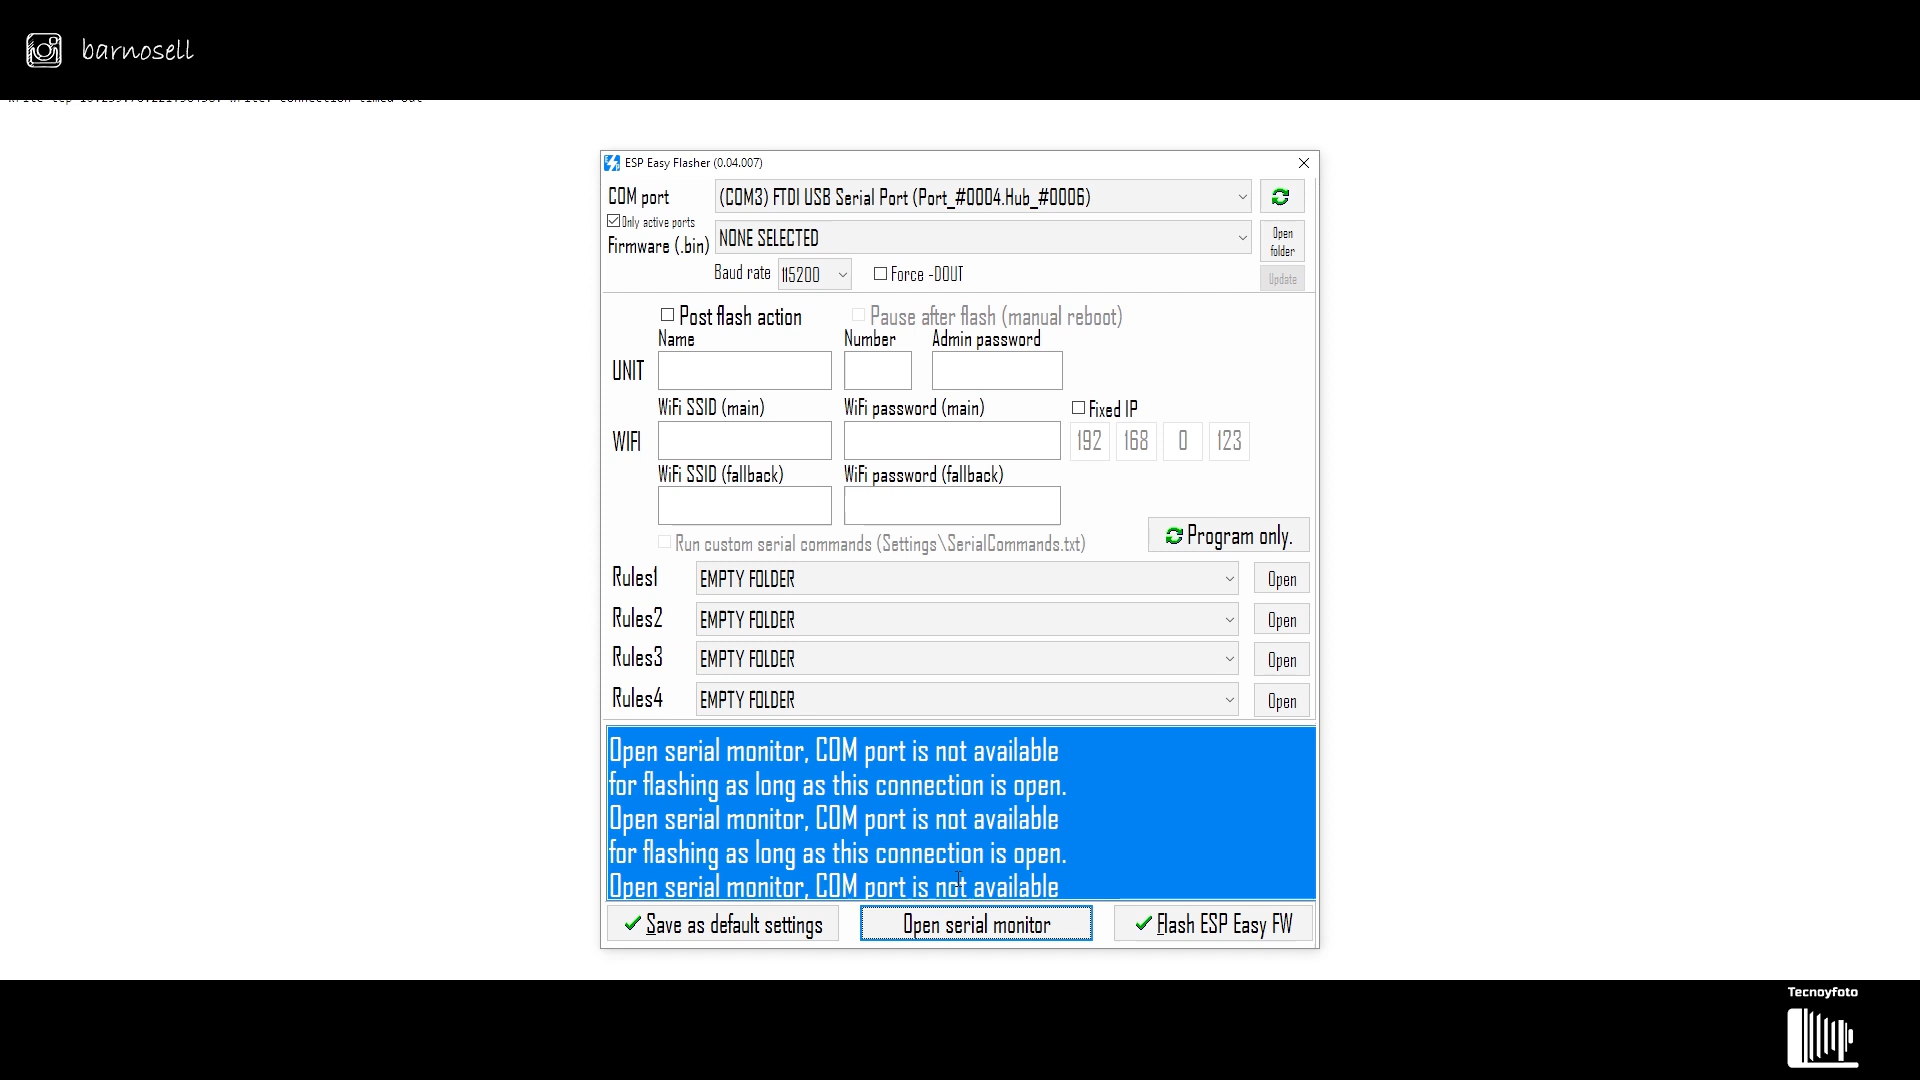 barnosell
ESP Easy Flasher (0.04.007)
COM port
(COM3) FTDI USB Serial Port (Port_#0004.Hub_#0006)
Only active ports
Firmware (.bin)
NONE SELECTED
Open folder
Baud rate
115200
Force -DOUT
Update
Post flash action
Pause after flash (manual reboot)
Name
Number
Admin password
UNIT
WiFi SSID (main)
WiFi password (main)
Fixed IP
WIFI
192
168
0
123
WiFi SSID (fallback)
WiFi password (fallback)
Run custom serial commands (Settings\SerialCommands.txt)
Program only.
Rules1
EMPTY FOLDER
Open
Rules2
EMPTY FOLDER
Open
Rules3
EMPTY FOLDER
Open
Rules4
EMPTY FOLDER
Open
Open serial monitor, COM port is not available
for flashing as long as this connection is open.
Open serial monitor, COM port is not available
for flashing as long as this connection is open.
Open serial monitor, COM port is not available
Save as default settings
Open serial monitor
Flash ESP Easy FW
Tecnoyfoto